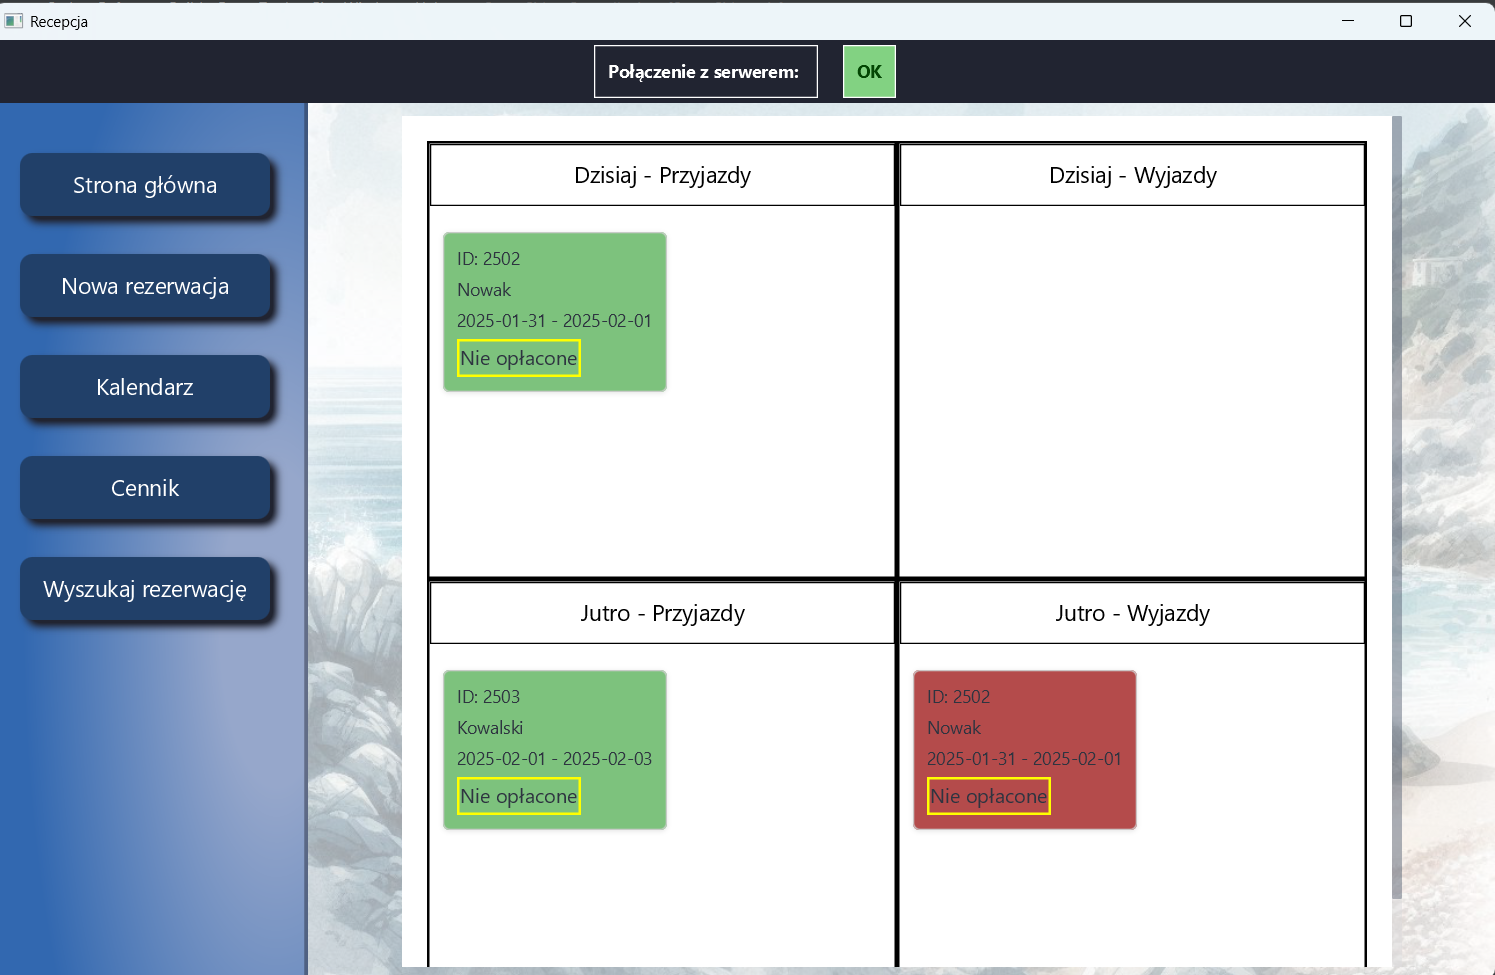 Recepcja
Połączenie z serwerem:
OK
Strona główna
Nowa rezerwacja
Kalendarz
Cennik
Wyszukaj rezerwację
Dzisiaj - Przyjazdy
ID: 2502
Nowak
2025-01-31 - 2025-02-01
Nie opłacone
Dzisiaj - Wyjazdy
Jutro - Przyjazdy
ID: 2503
Kowalski
2025-02-01 - 2025-02-03
Nie opłacone
Jutro - Wyjazdy
ID: 2502
Nowak
2025-01-31 - 2025-02-01
Nie opłacone